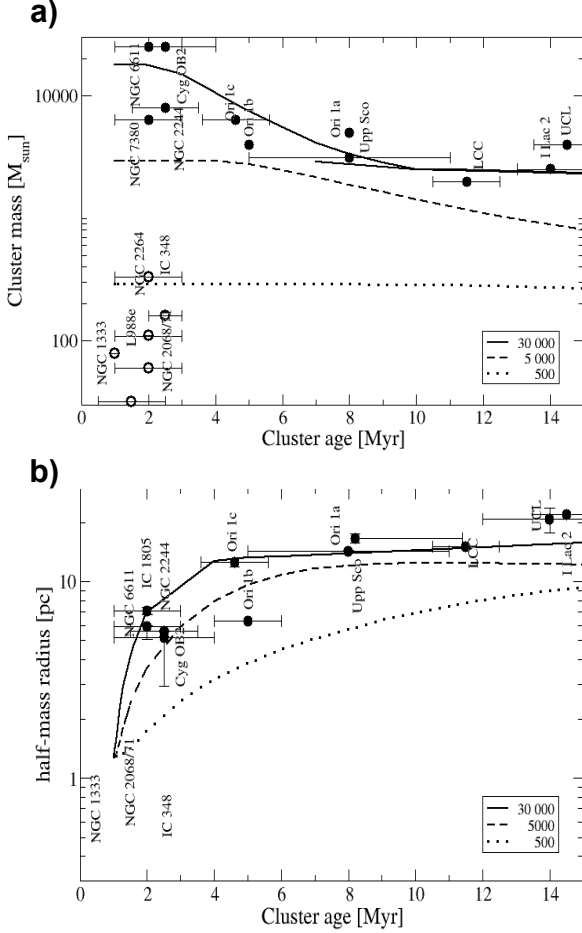 a)
10000
100
Cluster mass [M_sun]
NGC 6611
Cyg OB2
NGC 7380
NGC 2244
Ori 1c
Ori 1b
Ori 1a
Upp Sco
LCC
I Lac 2
UCL
NGC 2264
IC 348
NGC 1333
L988e
NGC 2068/71
30 000
5 000
500
0 2 4 6 8 10 12 14
Cluster age [Myr]
b)
10
1
half-mass radius [pc]
NGC 6611
IC 1805
NGC 2244
Cyg OB2
Ori 1c
Ori 1b
Ori 1a
Upp Sco
LCC
UCL
I Lac 2
NGC 1333
NGC 2068/71
IC 348
30 000
5000
500
0 2 4 6 8 10 12 14
Cluster age [Myr]